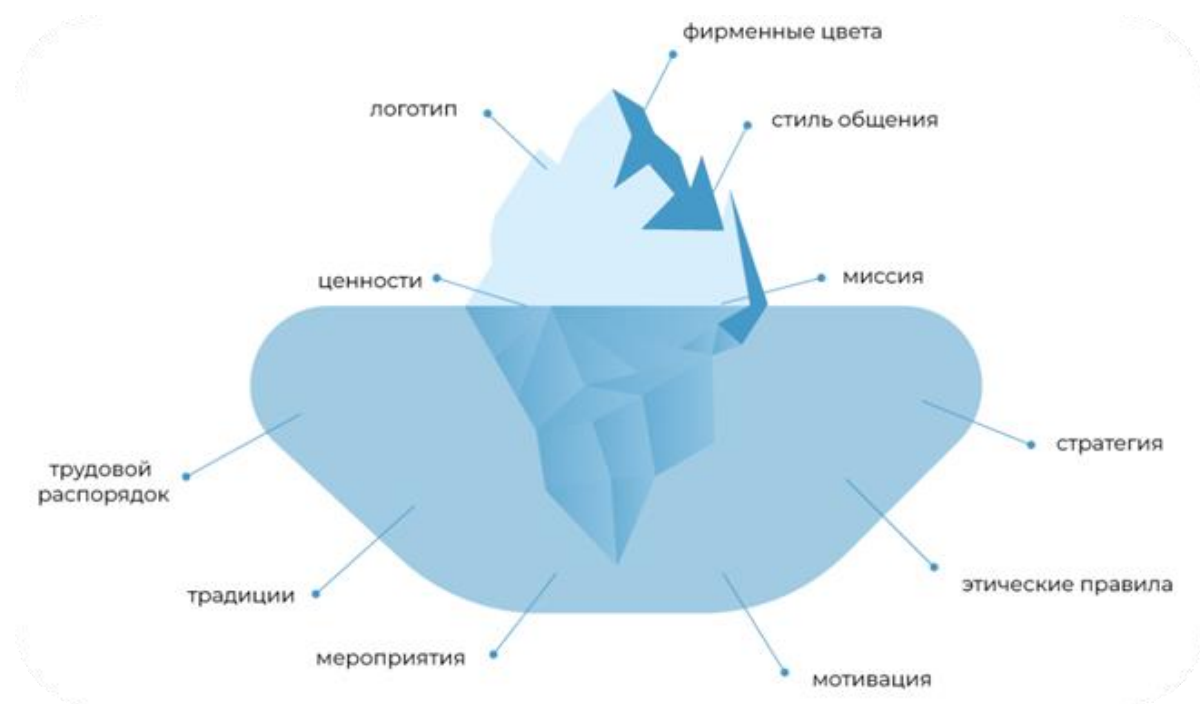 фирменные цвета
логотип
стиль общения
ценности
миссия
стратегия
трудовой
распорядок
этические правила
традиции
мероприятия
мотивация